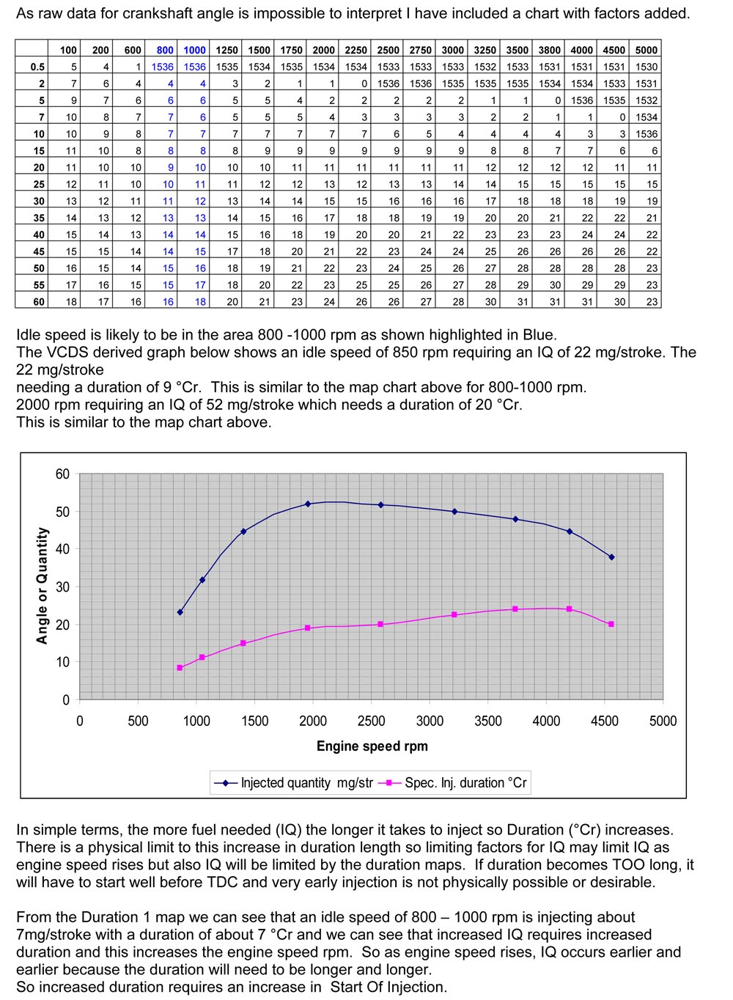 As raw data for crankshaft angle is impossible to interpret I have included a chart with factors added.
100 200 600 800 1000 1250 1500 1750 2000 2250 2500 2750 3000 3250 3500 3800 4000 4500 5000
0.5 5 4 1 1536 1536 1535 1534 1535 1534 1534 1533 1533 1533 1532 1533 1531 1531 1531 1530
2 7 6 4 4 4 3 2 1 1 0 1536 1536 1535 1535 1535 1534 1534 1533 1531
5 9 7 6 6 6 5 5 4 2 2 2 2 2 1 1 0 1536 1535 1532
7 10 8 7 7 6 5 5 5 4 3 3 3 3 2 2 1 1 0 1534
10 10 9 8 7 7 7 7 7 7 7 6 5 4 4 4 4 3 3 1536
15 11 10 8 8 8 8 9 9 9 9 9 9 9 8 8 7 7 6 6
20 11 10 10 9 10 10 10 11 11 11 11 11 11 12 12 12 12 11 11
25 12 11 10 10 11 11 12 12 13 12 13 13 14 14 15 15 15 15 15
30 13 12 11 11 12 13 14 14 15 15 16 16 16 17 18 18 18 19 19
35 14 13 12 13 13 14 15 16 17 18 18 19 19 20 20 21 22 22 21
40 15 14 13 14 14 15 16 18 19 20 20 21 22 23 23 23 24 24 22
45 15 15 14 14 15 17 18 20 21 22 23 24 24 25 26 26 26 26 22
50 16 15 14 15 16 18 19 21 22 23 24 25 26 27 28 28 28 28 23
55 17 16 15 15 17 18 20 22 23 25 25 26 27 28 29 30 29 29 23
60 18 17 16 16 18 20 21 23 24 26 26 27 28 30 31 31 31 30 23
Idle speed is likely to be in the area 800 -1000 rpm as shown highlighted in Blue.
The VCDS derived graph below shows an idle speed of 850 rpm requiring an IQ of 22 mg/stroke. The
22 mg/stroke
needing a duration of 9 °Cr. This is similar to the map chart above for 800-1000 rpm.
2000 rpm requiring an IQ of 52 mg/stroke which needs a duration of 20 °Cr.
This is similar to the map chart above.
Angle or Quantity
60
50
40
30
20
10
0
0 500 1000 1500 2000 2500 3000 3500 4000 4500 5000
Engine speed rpm
Injected quantity mg/str Spec. Inj. duration °Cr
In simple terms, the more fuel needed (IQ) the longer it takes to inject so Duration (°Cr) increases.
There is a physical limit to this increase in duration length so limiting factors for IQ may limit IQ as
engine speed rises but also IQ will be limited by the duration maps. If duration becomes TOO long, it
will have to start well before TDC and very early injection is not physically possible or desirable.
From the Duration 1 map we can see that an idle speed of 800 – 1000 rpm is injecting about
7mg/stroke with a duration of about 7 °Cr and we can see that increased IQ requires increased
duration and this increases the engine speed rpm. So as engine speed rises, IQ occurs earlier and
earlier because the duration will need to be longer and longer.
So increased duration requires an increase in Start Of Injection.